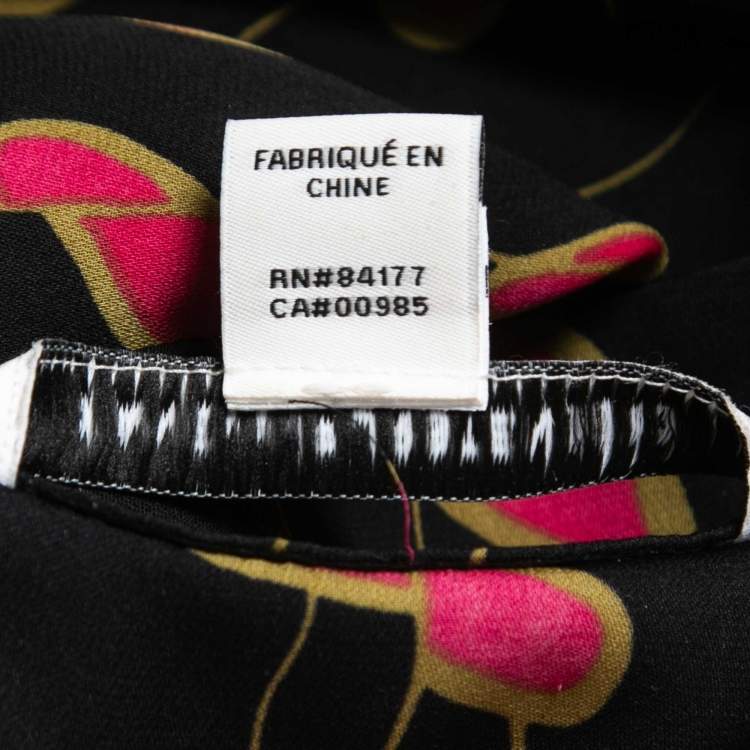 FABRIQUÉ EN
CHINE
RN#84177
CA#00985